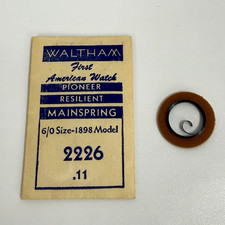 WALTHAM
First
American Watch
PIONEER
RESILIENT
MAINSPRING
6/0 Size-1898 Model
2226
.11